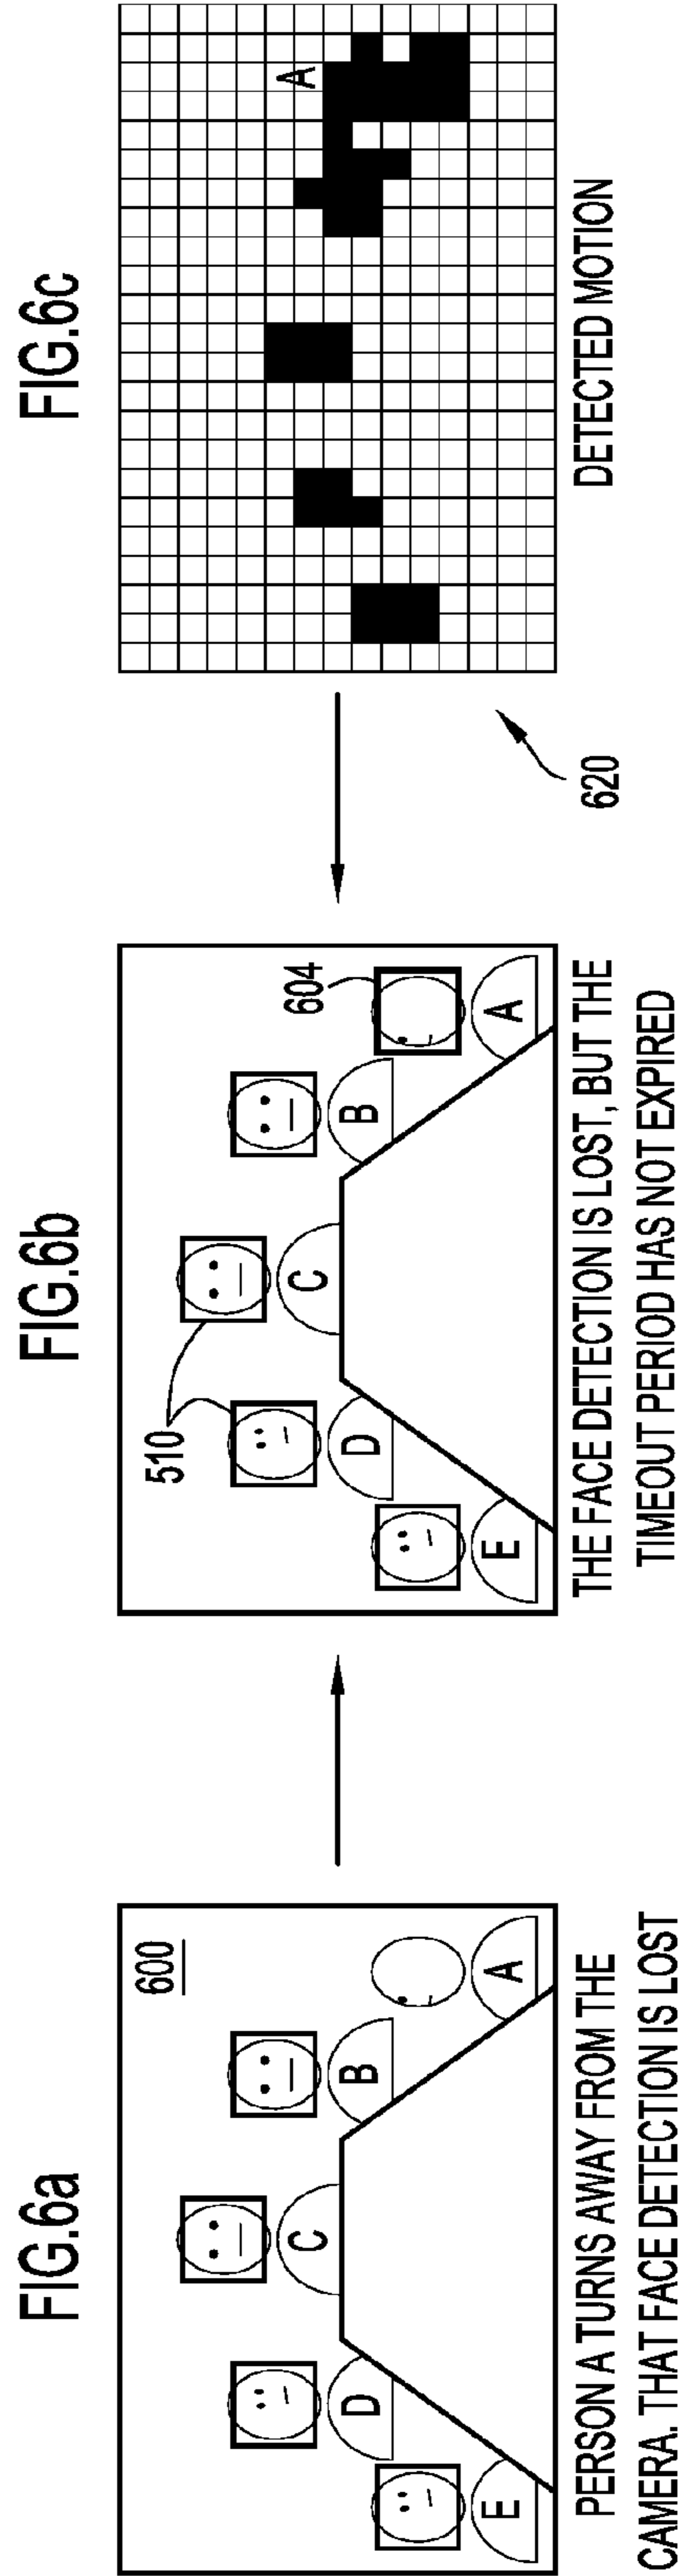 FIG.6a
600
A
B
C
D
E
PERSON A TURNS AWAY FROM THE
CAMERA. THAT FACE DETECTION IS LOST
FIG.6b
510
604
A
B
C
D
E
THE FACE DETECTION IS LOST, BUT THE
TIMEOUT PERIOD HAS NOT EXPIRED
FIG.6c
A
620
DETECTED MOTION